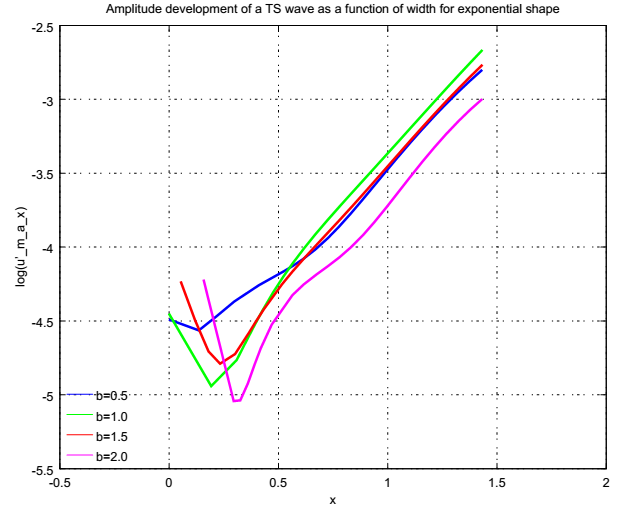 Amplitude development of a TS wave as a function of width for exponential shape
-2.5
-3
-3.5
-4
-4.5
-5
-5.5
log(u'_m_a_x)
b=0.5
b=1.0
b=1.5
b=2.0
-0.5 0 0.5 1 1.5 2
x